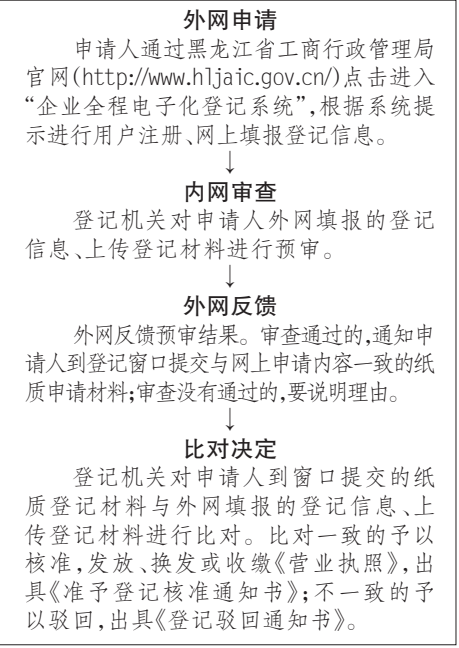 外网申请
申请人通过黑龙江省工商行政管理局
官网(http://www.hljaic.gov.cn/)点击进入
“企业全程电子化登记系统”,根据系统提
示进行用户注册、网上填报登记信息。
↓
内网审查
登记机关对申请人外网填报的登记
信息、上传登记材料进行预审。
↓
外网反馈
外网反馈预审结果。审查通过的,通知申
请人到登记窗口提交与网上申请内容一致的纸
质申请材料;审查没有通过的,要说明理由。
↓
比对决定
登记机关对申请人到窗口提交的纸
质登记材料与外网填报的登记信息、上
传登记材料进行比对。比对一致的予以
核准,发放、换发或收缴《营业执照》,出
具《准予登记核准通知书》;不一致的予
以驳回,出具《登记驳回通知书》。